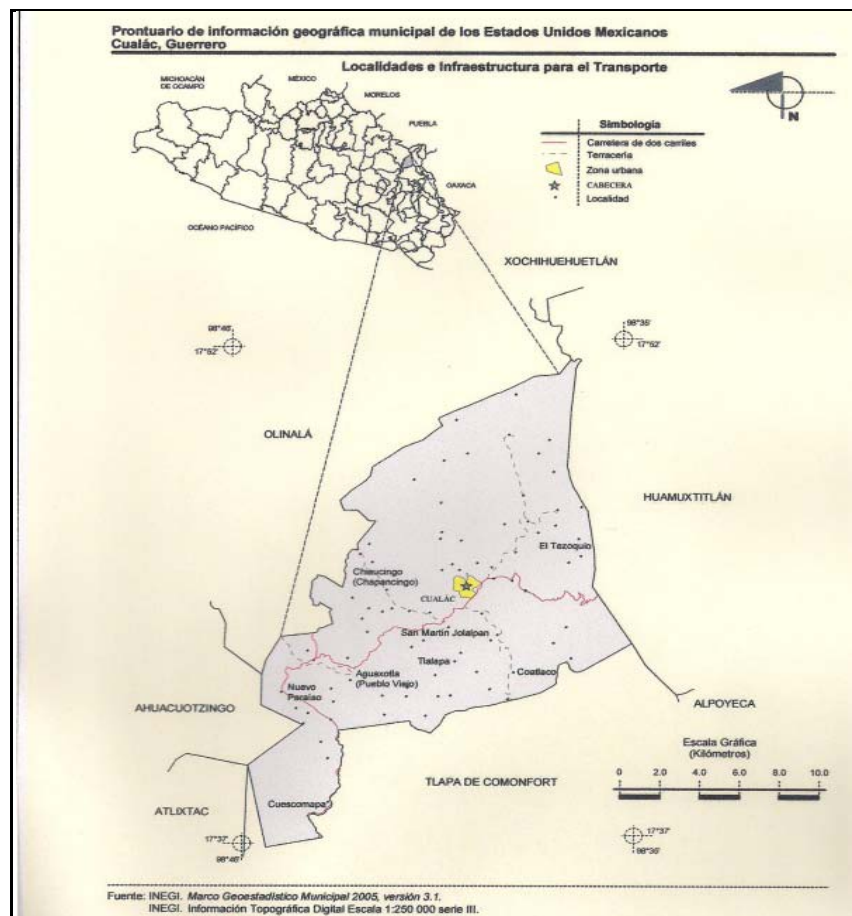 Prontuario de información geográfica municipal de los Estados Unidos Mexicanos
Cualác, Guerrero
Localidades e Infraestructura para el Transporte
MICHOACÁN
DE OCAMPO
MÉXICO
MORELOS
PUEBLA
OAXACA
OCÉANO PACÍFICO
N
Simbología
Carretera de dos carriles
Terracería
Zona urbana
CABECERA
Localidad
XOCHIHUEHUETLÁN
98°46'
17°52'
98°35'
17°52'
OLINALÁ
HUAMUXTITLÁN
El Tezoquio
Chiaucingo
(Chapancingo)
CUALÁC
San Martín Jolalpan
Tlalapa
Aguaxotla
(Pueblo Viejo)
Coatlaco
Nuevo
Paraíso
AHUACUOTZINGO
ALPOYECA
Escala Gráfica
(Kilómetros)
0 2.0 4.0 6.0 8.0 10.0
TLAPA DE COMONFORT
ATLIXTAC
Cuescomapa
17°37'
98°46'
17°37'
98°35'
Fuente: INEGI. Marco Geoestadístico Municipal 2005, versión 3.1.
INEGI. Información Topográfica Digital Escala 1:250 000 serie III.